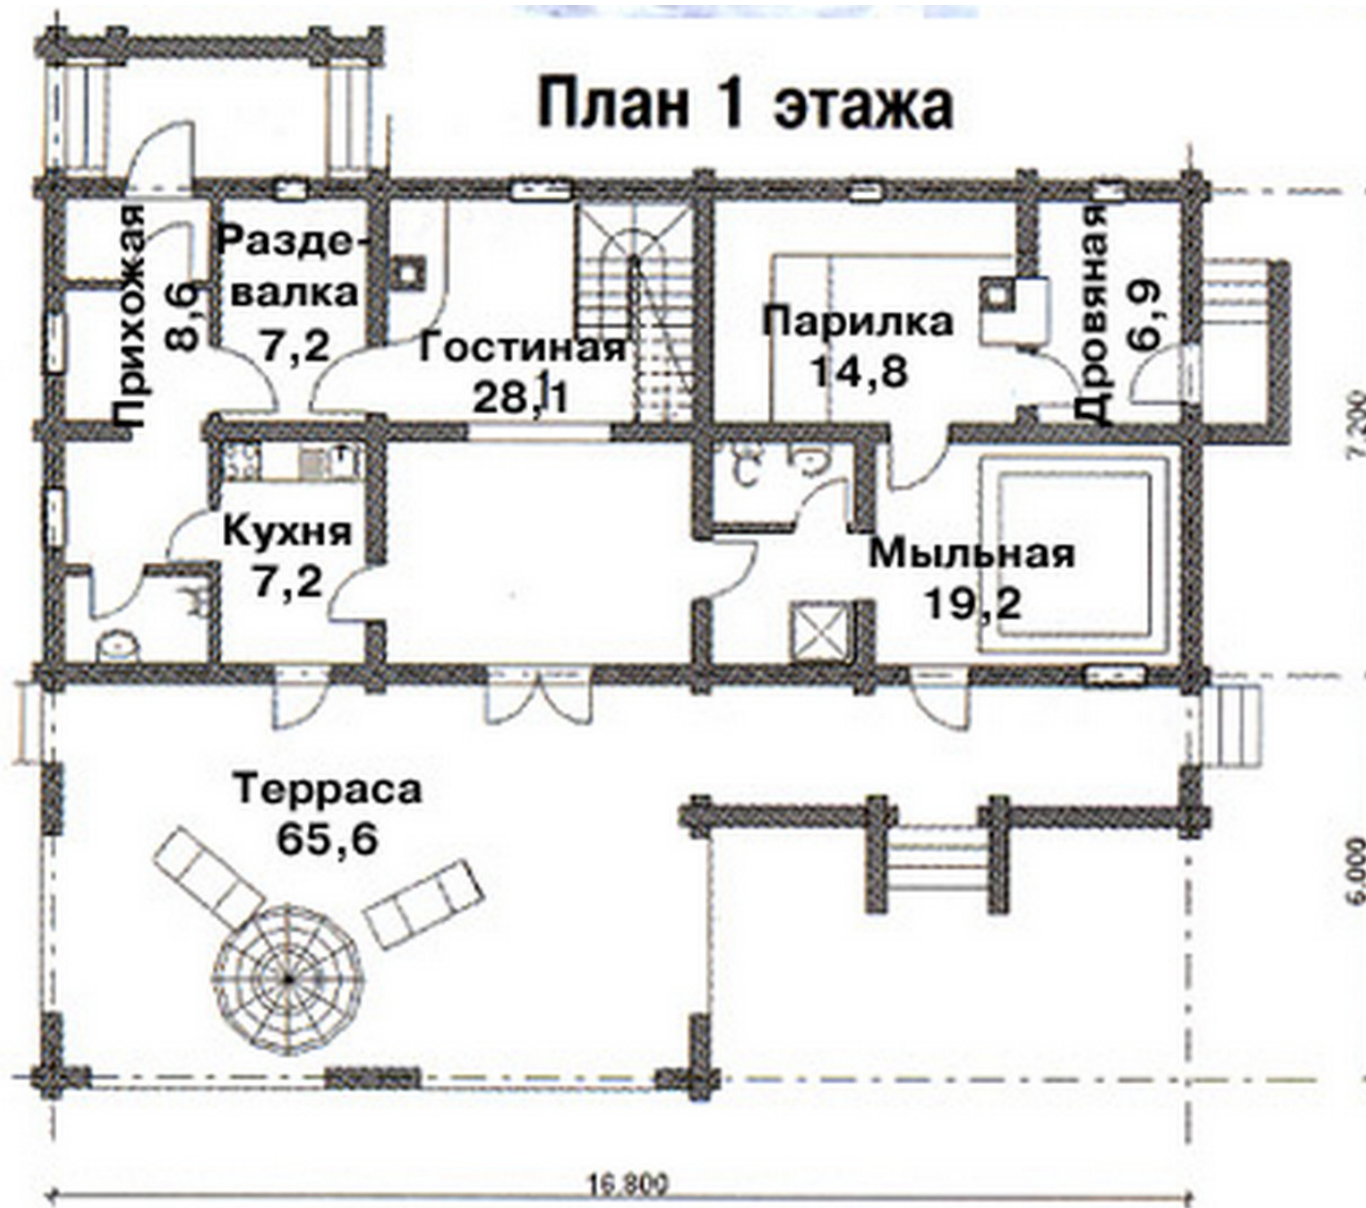 План 1 этажа
Прихожая
8,6
Разде-
валка
7,2
Гостиная
28,1
Парилка
14,8
Дровяная
6,9
7.200
Кухня
7,2
Мыльная
19,2
Терраса
65,6
6.000
16.800